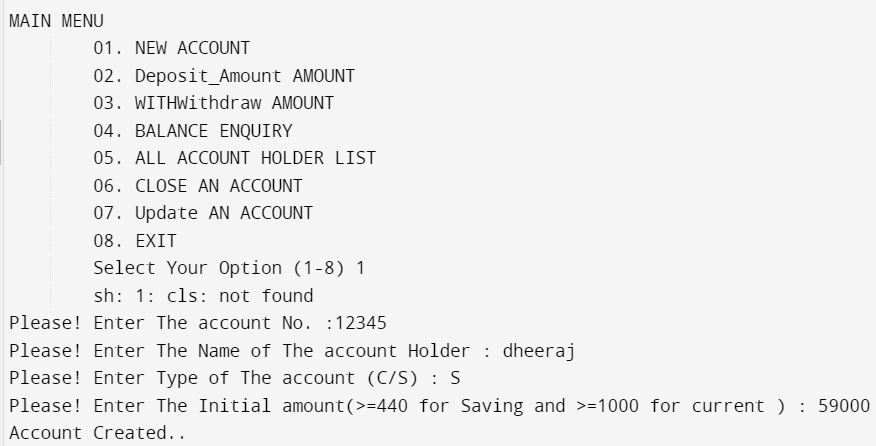 MAIN MENU
01. NEW ACCOUNT
02. Deposit_Amount AMOUNT
03. WITHWithdraw AMOUNT
04. BALANCE ENQUIRY
05. ALL ACCOUNT HOLDER LIST
06. CLOSE AN ACCOUNT
07. Update AN ACCOUNT
08. EXIT
Select Your Option (1-8) 1
sh: 1: cls: not found
Please! Enter The account No. :12345
Please! Enter The Name of The account Holder : dheeraj
Please! Enter Type of The account (C/S) : S
Please! Enter The Initial amount(>=440 for Saving and >=1000 for current ) : 59000
Account Created..